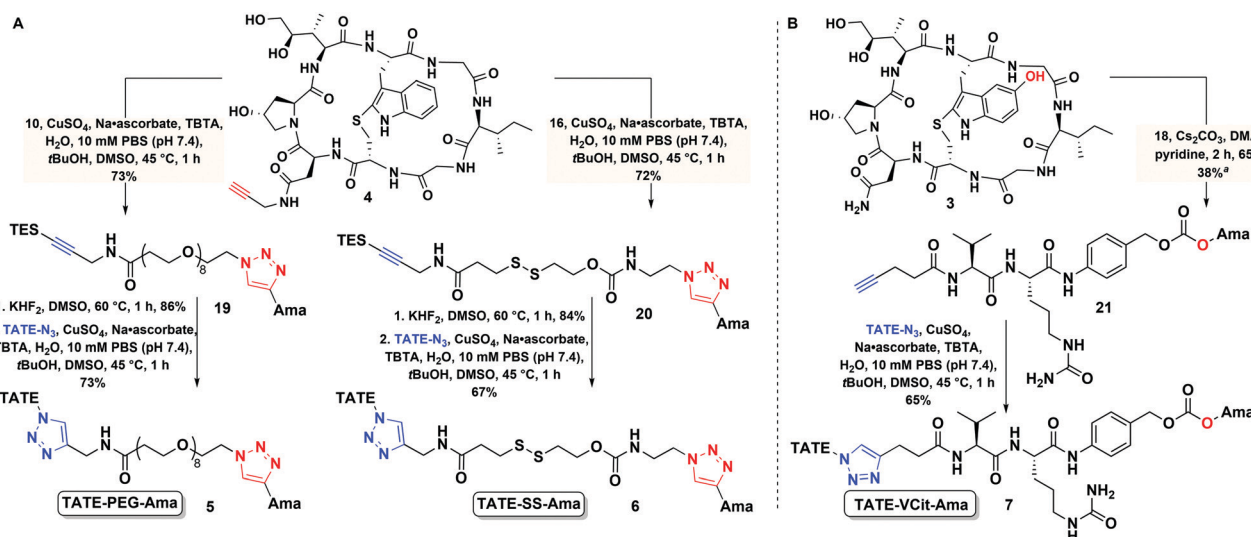 A
B
HO
HO
HO
S
N
H
O
NH
4
10, CuSO₄, Na•ascorbate, TBTA,
H₂O, 10 mM PBS (pH 7.4),
tBuOH, DMSO, 45 °C, 1 h
73%
16, CuSO₄, Na•ascorbate, TBTA,
H₂O, 10 mM PBS (pH 7.4),
tBuOH, DMSO, 45 °C, 1 h
72%
HO
HO
HO
OH
H₂N
3
18, Cs₂CO₃, DM
pyridine, 2 h, 65
38%ᵃ
TES
8
Ama
19
TES
S
S
Ama
20
Ama
21
H₂N
. KHF₂, DMSO, 60 °C, 1 h, 86%
TATE-N₃, CuSO₄, Na•ascorbate,
TBTA, H₂O, 10 mM PBS (pH 7.4),
tBuOH, DMSO, 45 °C, 1 h
73%
1. KHF₂, DMSO, 60 °C, 1 h, 84%
2. TATE-N₃, CuSO₄, Na•ascorbate,
TBTA, H₂O, 10 mM PBS (pH 7.4),
tBuOH, DMSO, 45 °C, 1 h
67%
TATE-N₃, CuSO₄,
Na•ascorbate, TBTA,
H₂O, 10 mM PBS (pH 7.4),
tBuOH, DMSO, 45 °C, 1 h
65%
TATE
8
Ama
TATE-PEG-Ama
5
TATE
S
S
Ama
TATE-SS-Ama
6
TATE
Ama
NH₂
TATE-VCit-Ama
7